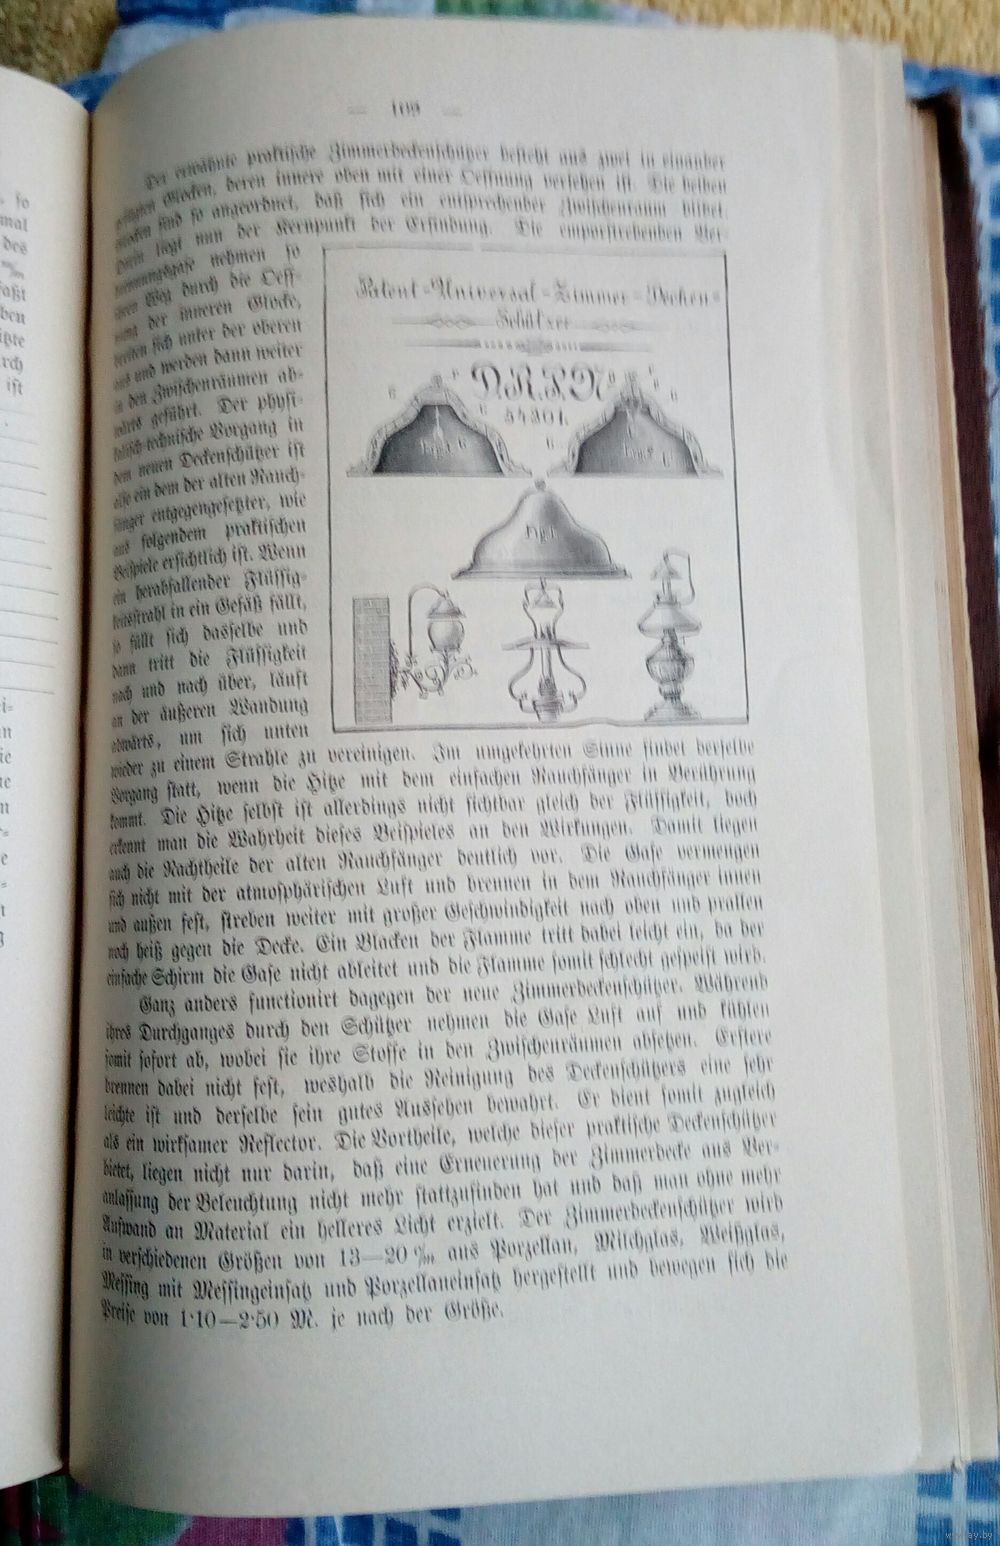 — 109 —
Der erwähnte praktische Zimmerdeckenschützer besteht aus zwei in einander
gefügten Glocken, deren innere oben mit einer Oeffnung versehen ist. Die beiden
Glocken sind so angeordnet, daß sich ein entsprechender Zwischenraum bildet.
Darin liegt nun der Kernpunkt der Erfindung. Die emporstrebenden Ver-
brennungsgase nehmen so
ihren Weg durch die Oeff-
nung der inneren Glocke,
breiten sich unter der oberen
aus und werden dann weiter
in den Zwischenräumen ab-
wärts geführt. Der physi-
kalisch-technische Vorgang in
dem neuen Deckenschützer ist
also ein dem der alten Rauch-
fänger entgegengesetzter, wie
aus folgendem praktischen
Beispiele ersichtlich ist. Wenn
ein herabfallender Flüssig-
keitsstrahl in ein Gefäß fällt,
so füllt sich dasselbe und
dann tritt die Flüssigkeit
nach und nach über, läuft
an der äußeren Wandung
abwärts, um sich unten
Patent-Universal-Zimmer-Decken-
Schützer
D.R.P. No
54301.
Fig. 2
Fig. 1
wieder zu einem Strahle zu vereinigen. Im umgekehrten Sinne findet derselbe
Vorgang statt, wenn die Hitze mit dem einfachen Rauchfänger in Berührung
kommt. Die Hitze selbst ist allerdings nicht sichtbar gleich der Flüssigkeit, doch
erkennt man die Wahrheit dieses Beispieles an den Wirkungen. Damit liegen
auch die Nachtheile der alten Rauchfänger deutlich vor. Die Gase vermengen
sich nicht mit der atmosphärischen Luft und brennen in dem Rauchfänger innen
und außen fest, streben weiter mit großer Geschwindigkeit nach oben und prallen
noch heiß gegen die Decke. Ein Blacken der Flamme tritt dabei leicht ein, da der
einfache Schirm die Gase nicht ableitet und die Flamme somit schlecht gespeist wird.
Ganz anders functionirt dagegen der neue Zimmerdeckenschützer. Während
ihres Durchganges durch den Schützer nehmen die Gase Luft auf und kühlen
somit sofort ab, wobei sie ihre Stoffe in den Zwischenräumen absetzen. Erstere
brennen dabei nicht fest, weshalb die Reinigung des Deckenschützers eine sehr
leichte ist und derselbe sein gutes Aussehen bewahrt. Er dient somit zugleich
als ein wirksamer Reflector. Die Vortheile, welche dieser praktische Deckenschützer
bietet, liegen nicht nur darin, daß eine Erneuerung der Zimmerdecke aus Ver-
anlassung der Beleuchtung nicht mehr stattzufinden hat und daß man ohne mehr
Aufwand an Material ein helleres Licht erzielt. Der Zimmerdeckenschützer wird
in verschiedenen Größen von 13—20 c/m aus Porzellan, Milchglas, Weißglas,
Messing mit Messingeinsatz und Porzellaneinsatz hergestellt und bewegen sich die
Preise von 1·10—2·50 M. je nach der Größe.